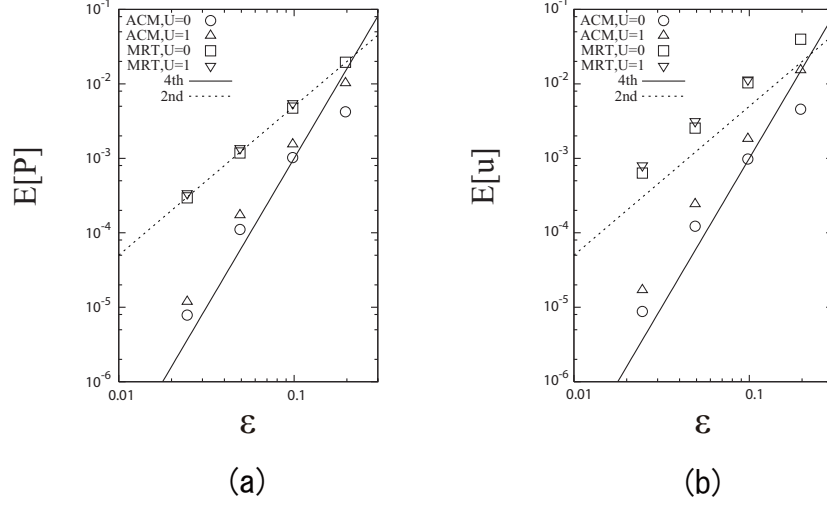 10-1
10-2
10-3
10-4
10-5
10-6
0.01
0.1
E[P]
ε
ACM,U=0
ACM,U=1
MRT,U=0
MRT,U=1
4th
2nd
(a)
10-1
10-2
10-3
10-4
10-5
10-6
0.01
0.1
E[u]
ε
ACM,U=0
ACM,U=1
MRT,U=0
MRT,U=1
4th
2nd
(b)